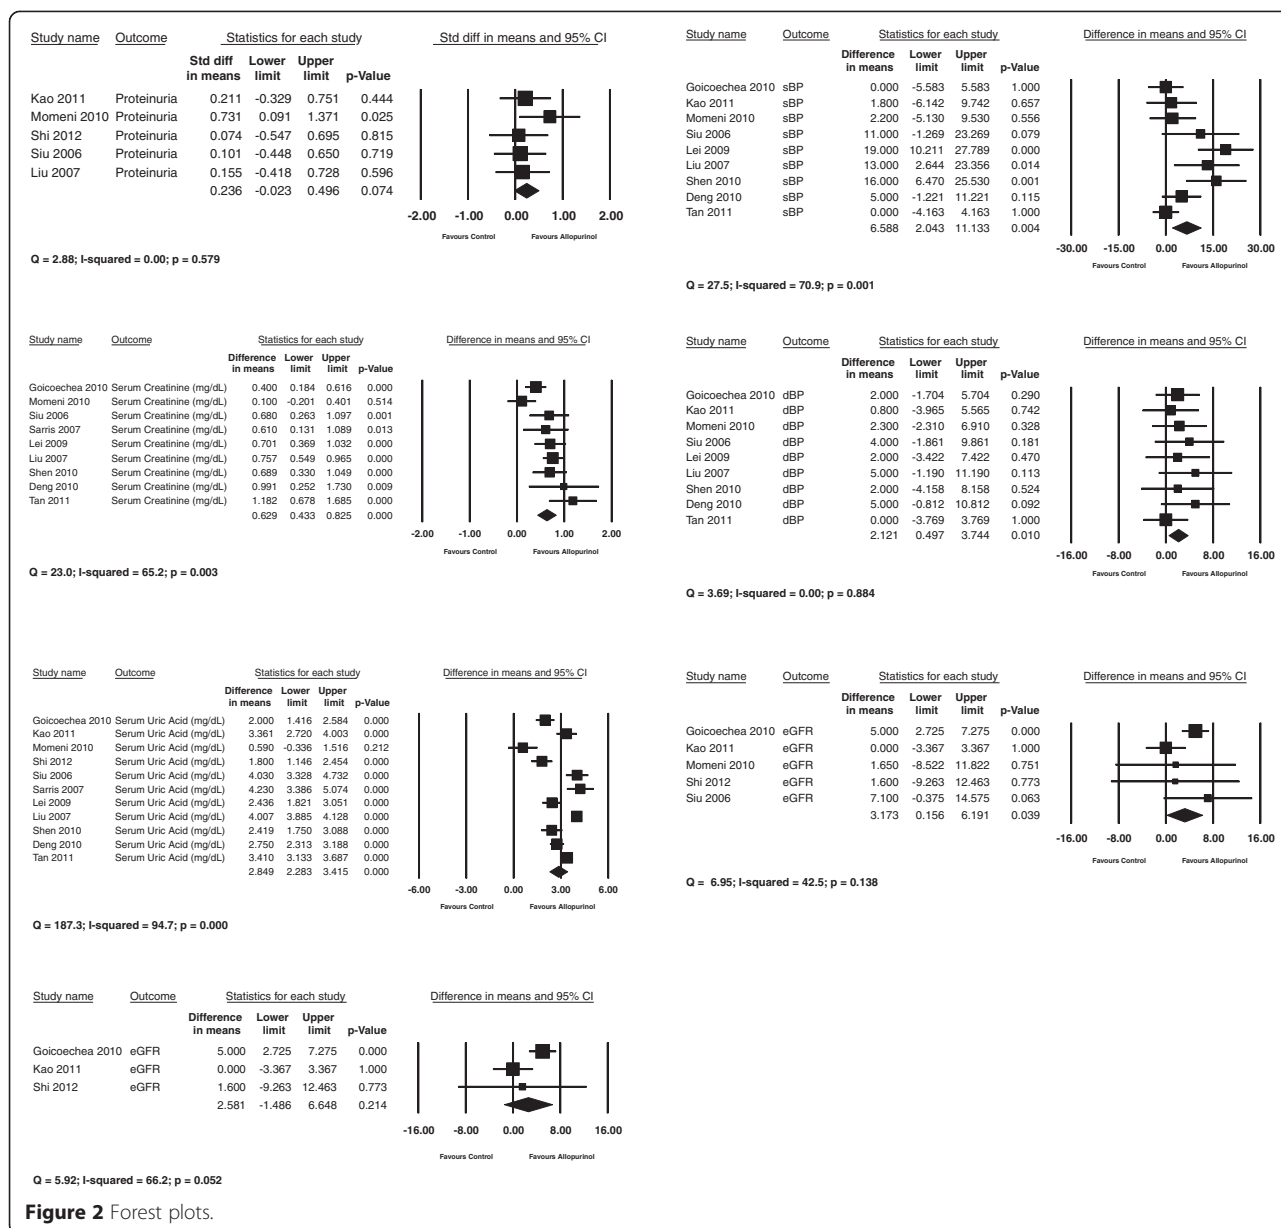 Study name Outcome Statistics for each study Std diff in means and 95% CI
Std diff Lower Upper
in means limit limit p-Value
Kao 2011 Proteinuria 0.211 -0.329 0.751 0.444
Momeni 2010 Proteinuria 0.731 0.091 1.371 0.025
Shi 2012 Proteinuria 0.074 -0.547 0.695 0.815
Siu 2006 Proteinuria 0.101 -0.448 0.650 0.719
Liu 2007 Proteinuria 0.155 -0.418 0.728 0.596
0.236 -0.023 0.496 0.074
-2.00 -1.00 0.00 1.00 2.00
Favours Control Favours Allopurinol
Q = 2.88; I-squared = 0.00; p = 0.579
Study name Outcome Statistics for each study Difference in means and 95% CI
Difference Lower Upper
in means limit limit p-Value
Goicoechea 2010 Serum Creatinine (mg/dL) 0.400 0.184 0.616 0.000
Momeni 2010 Serum Creatinine (mg/dL) 0.100 -0.201 0.401 0.514
Siu 2006 Serum Creatinine (mg/dL) 0.680 0.263 1.097 0.001
Sarris 2007 Serum Creatinine (mg/dL) 0.610 0.131 1.089 0.013
Lei 2009 Serum Creatinine (mg/dL) 0.701 0.369 1.032 0.000
Liu 2007 Serum Creatinine (mg/dL) 0.757 0.549 0.965 0.000
Shen 2010 Serum Creatinine (mg/dL) 0.689 0.330 1.049 0.000
Deng 2010 Serum Creatinine (mg/dL) 0.991 0.252 1.730 0.009
Tan 2011 Serum Creatinine (mg/dL) 1.182 0.678 1.685 0.000
0.629 0.433 0.825 0.000
-2.00 -1.00 0.00 1.00 2.00
Favours Control Favours Allopurinol
Q = 23.0; I-squared = 65.2; p = 0.003
Study name Outcome Statistics for each study Difference in means and 95% CI
Difference Lower Upper
in means limit limit p-Value
Goicoechea 2010 Serum Uric Acid (mg/dL) 2.000 1.416 2.584 0.000
Kao 2011 Serum Uric Acid (mg/dL) 3.361 2.720 4.003 0.000
Momeni 2010 Serum Uric Acid (mg/dL) 0.590 -0.336 1.516 0.212
Shi 2012 Serum Uric Acid (mg/dL) 1.800 1.146 2.454 0.000
Siu 2006 Serum Uric Acid (mg/dL) 4.030 3.328 4.732 0.000
Sarris 2007 Serum Uric Acid (mg/dL) 4.230 3.386 5.074 0.000
Lei 2009 Serum Uric Acid (mg/dL) 2.436 1.821 3.051 0.000
Liu 2007 Serum Uric Acid (mg/dL) 4.007 3.885 4.128 0.000
Shen 2010 Serum Uric Acid (mg/dL) 2.419 1.750 3.088 0.000
Deng 2010 Serum Uric Acid (mg/dL) 2.750 2.313 3.188 0.000
Tan 2011 Serum Uric Acid (mg/dL) 3.410 3.133 3.687 0.000
2.849 2.283 3.415 0.000
-6.00 -3.00 0.00 3.00 6.00
Favours Control Favours Allopurinol
Q = 187.3; I-squared = 94.7; p = 0.000
Study name Outcome Statistics for each study Difference in means and 95% CI
Difference Lower Upper
in means limit limit p-Value
Goicoechea 2010 eGFR 5.000 2.725 7.275 0.000
Kao 2011 eGFR 0.000 -3.367 3.367 1.000
Shi 2012 eGFR 1.600 -9.263 12.463 0.773
2.581 -1.486 6.648 0.214
-16.00 -8.00 0.00 8.00 16.00
Favours Control Favours Allopurinol
Q = 5.92; I-squared = 66.2; p = 0.052
Study name Outcome Statistics for each study Difference in means and 95% CI
Difference Lower Upper
in means limit limit p-Value
Goicoechea 2010 sBP 0.000 -5.583 5.583 1.000
Kao 2011 sBP 1.800 -6.142 9.742 0.657
Momeni 2010 sBP 2.200 -5.130 9.530 0.556
Siu 2006 sBP 11.000 -1.269 23.269 0.079
Lei 2009 sBP 19.000 10.211 27.789 0.000
Liu 2007 sBP 13.000 2.644 23.356 0.014
Shen 2010 sBP 16.000 6.470 25.530 0.001
Deng 2010 sBP 5.000 -1.221 11.221 0.115
Tan 2011 sBP 0.000 -4.163 4.163 1.000
6.588 2.043 11.133 0.004
-30.00 -15.00 0.00 15.00 30.00
Favours Control Favours Allopurinol
Q = 27.5; I-squared = 70.9; p = 0.001
Study name Outcome Statistics for each study Difference in means and 95% CI
Difference Lower Upper
in means limit limit p-Value
Goicoechea 2010 dBP 2.000 -1.704 5.704 0.290
Kao 2011 dBP 0.800 -3.965 5.565 0.742
Momeni 2010 dBP 2.300 -2.310 6.910 0.328
Siu 2006 dBP 4.000 -1.861 9.861 0.181
Lei 2009 dBP 2.000 -3.422 7.422 0.470
Liu 2007 dBP 5.000 -1.190 11.190 0.113
Shen 2010 dBP 2.000 -4.158 8.158 0.524
Deng 2010 dBP 5.000 -0.812 10.812 0.092
Tan 2011 dBP 0.000 -3.769 3.769 1.000
2.121 0.497 3.744 0.010
-16.00 -8.00 0.00 8.00 16.00
Favours Control Favours Allopurinol
Q = 3.69; I-squared = 0.00; p = 0.884
Study name Outcome Statistics for each study Difference in means and 95% CI
Difference Lower Upper
in means limit limit p-Value
Goicoechea 2010 eGFR 5.000 2.725 7.275 0.000
Kao 2011 eGFR 0.000 -3.367 3.367 1.000
Momeni 2010 eGFR 1.650 -8.522 11.822 0.751
Shi 2012 eGFR 1.600 -9.263 12.463 0.773
Siu 2006 eGFR 7.100 -0.375 14.575 0.063
3.173 0.156 6.191 0.039
-16.00 -8.00 0.00 8.00 16.00
Favours Control Favours Allopurinol
Q = 6.95; I-squared = 42.5; p = 0.138
Figure 2 Forest plots.